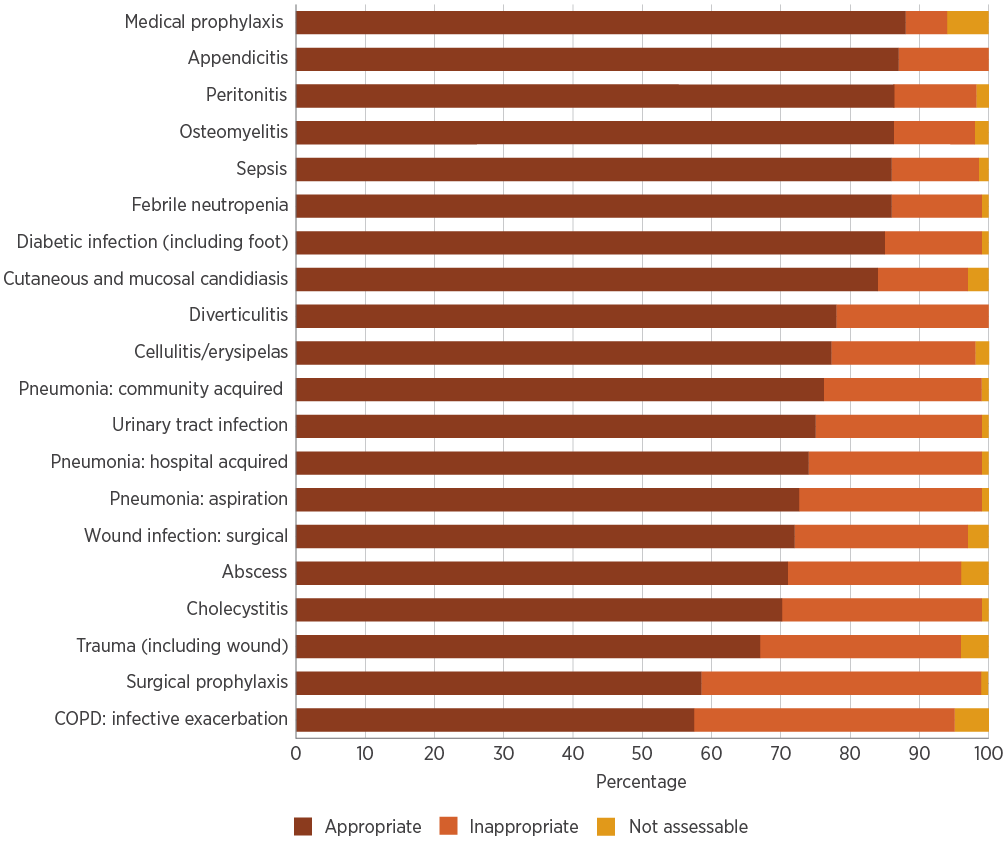 Medical prophylaxis
Appendicitis
Peritonitis
Osteomyelitis
Sepsis
Febrile neutropenia
Diabetic infection (including foot)
Cutaneous and mucosal candidiasis
Diverticulitis
Cellulitis/erysipelas
Pneumonia: community acquired
Urinary tract infection
Pneumonia: hospital acquired
Pneumonia: aspiration
Wound infection: surgical
Abscess
Cholecystitis
Trauma (including wound)
Surgical prophylaxis
COPD: infective exacerbation
0 10 20 30 40 50 60 70 80 90 100
Percentage
Appropriate Inappropriate Not assessable